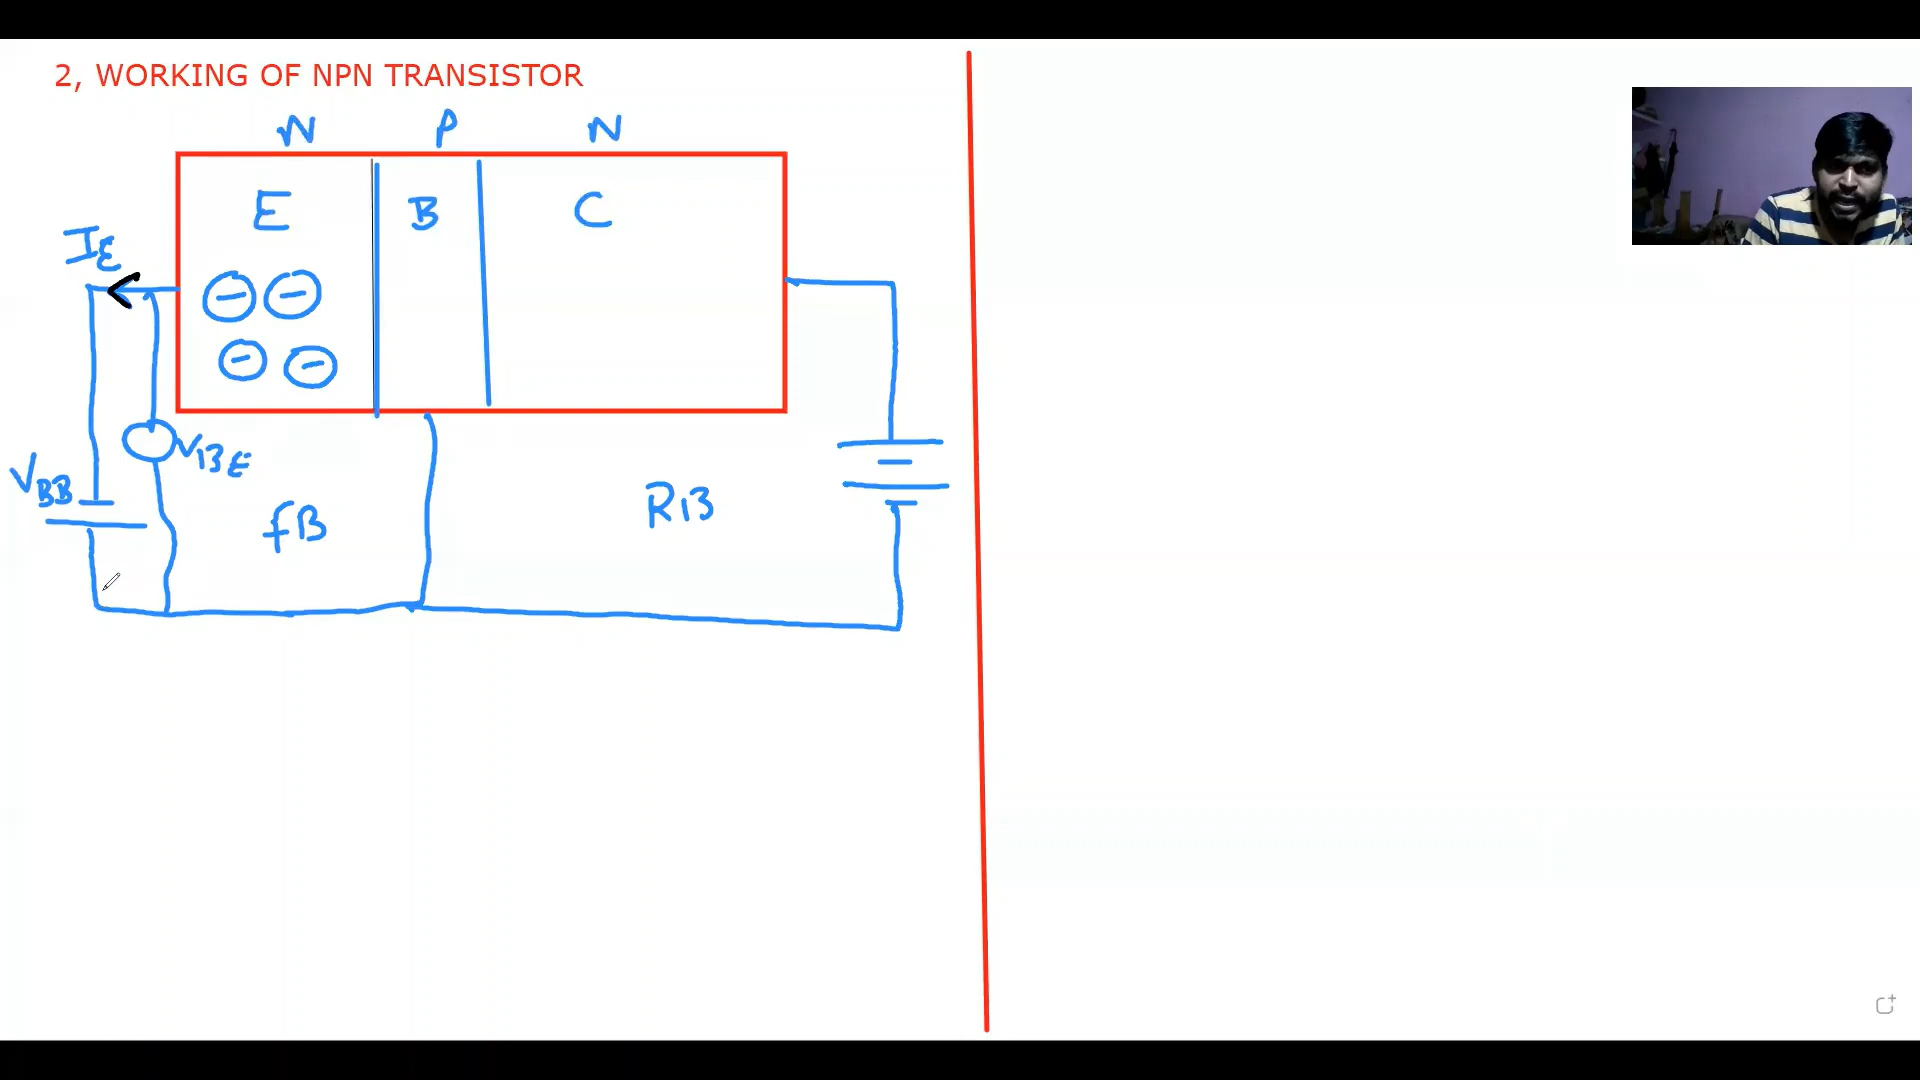 2, WORKING OF NPN TRANSISTOR
N P N
E B C
IE
- -
- -
VBE
VBB
fB
RB